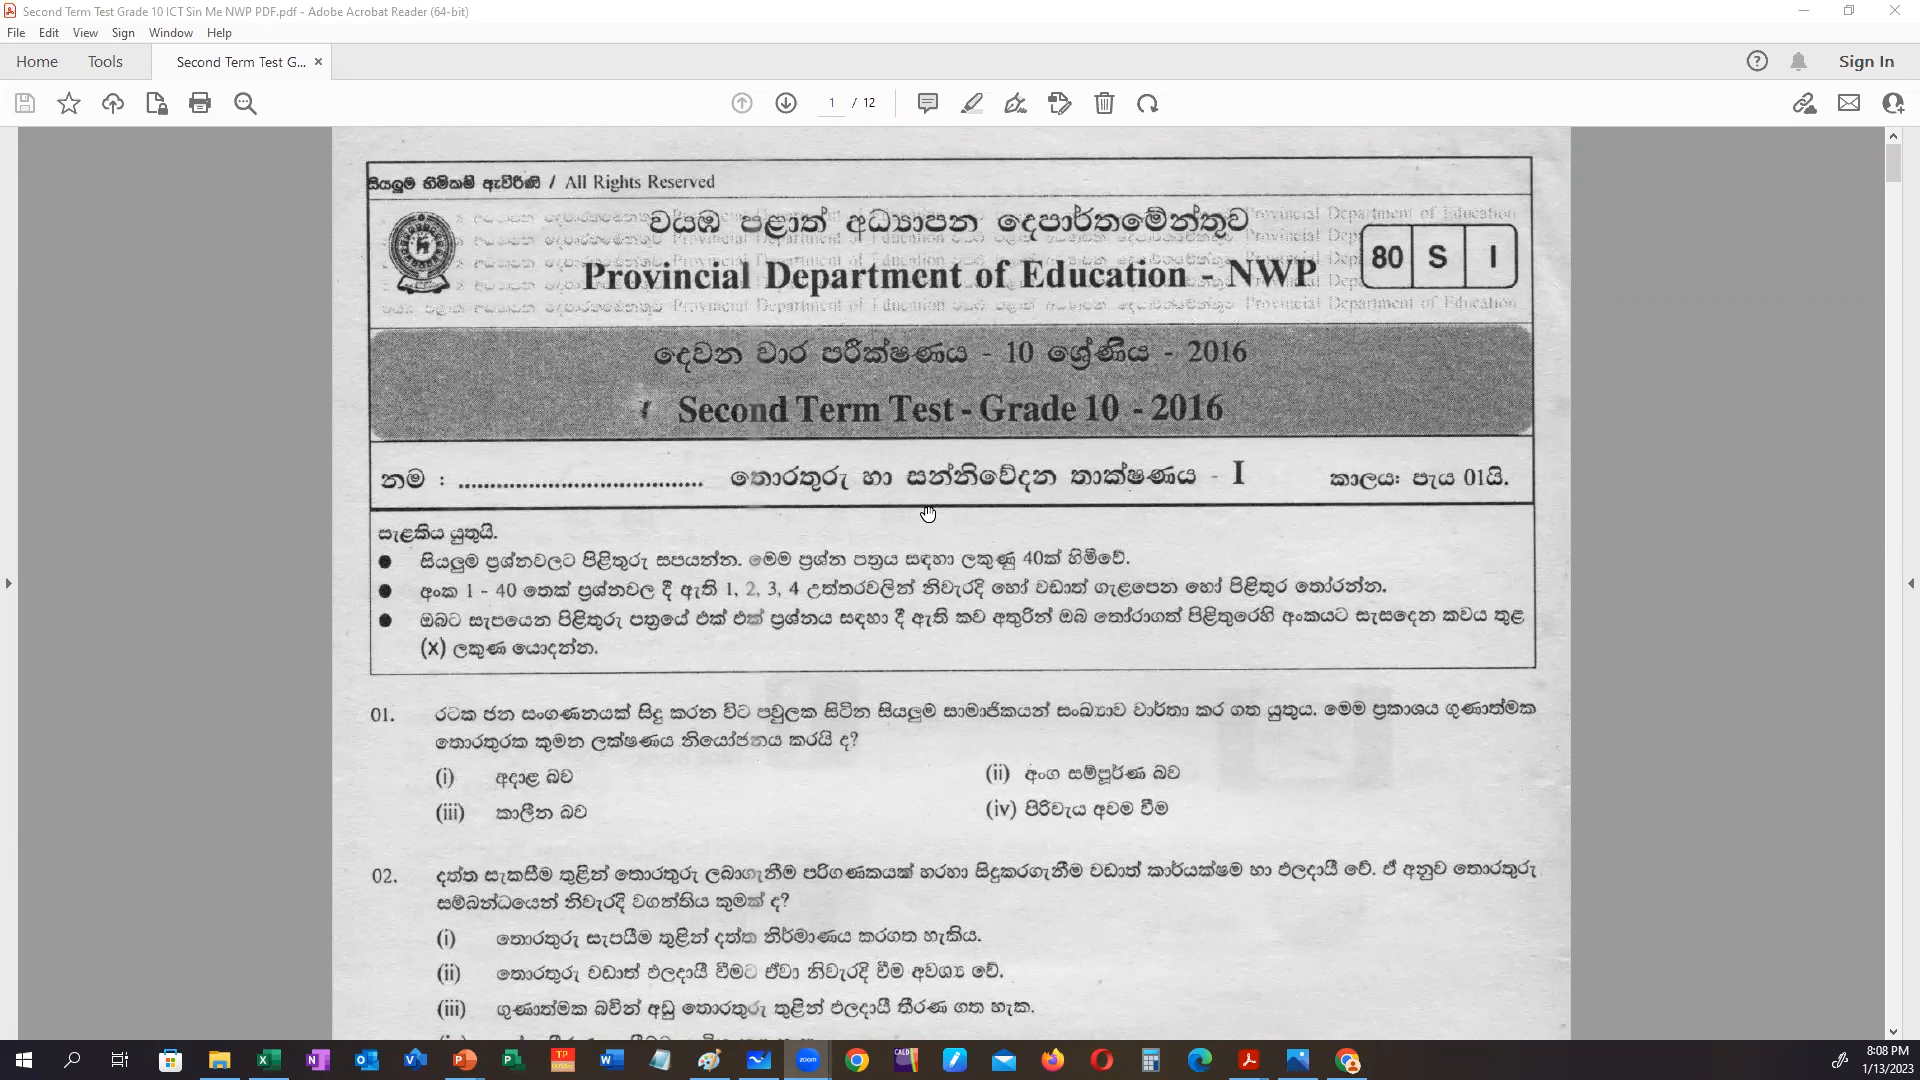 Second Term Test Grade 10 ICT Sin Me NWP PDF.pdf - Adobe Acrobat Reader (64-bit)
File Edit View Sign Window Help
Home Tools Second Term Test G... × Sign In
1 / 12
සියලුම හිමිකම් ඇවිරිණි / All Rights Reserved
වයඹ පළාත් අධ්‍යාපන දෙපාර්තමේන්තුව
Provincial Department of Education - NWP
80 S I
දෙවන වාර පරීක්ෂණය - 10 ශ්‍රේණිය - 2016
Second Term Test - Grade 10 - 2016
නම : ....................................... තොරතුරු හා සන්නිවේදන තාක්ෂණය - I කාලය: පැය 01යි.
සැළකිය යුතුයි.
● සියලුම ප්‍රශ්නවලට පිළිතුරු සපයන්න. මෙම ප්‍රශ්න පත්‍රය සඳහා ලකුණු 40ක් හිමිවේ.
● අංක 1 - 40 තෙක් ප්‍රශ්නවල දී ඇති 1, 2, 3, 4 උත්තරවලින් නිවැරදි හෝ වඩාත් ගැළපෙන හෝ පිළිතුර තෝරන්න.
● ඔබට සැපයෙන පිළිතුරු පත්‍රයේ එක් එක් ප්‍රශ්නය සඳහා දී ඇති කව අතුරින් ඔබ තෝරාගත් පිළිතුරෙහි අංකයට සැසඳෙන කවය තුළ
(X) ලකුණ යොදන්න.
01. රටක ජන සංගණනයක් සිදු කරන විට පවුලක සිටින සියලුම සාමාජිකයන් සංඛ්‍යාව වාර්තා කර ගත යුතුය. මෙම ප්‍රකාශය ගුණාත්මක
තොරතුරක කුමන ලක්ෂණය නියෝජනය කරයි ද?
(i) අදාළ බව (ii) අංග සම්පූර්ණ බව
(iii) කාලීන බව (iv) පිරිවැය අවම වීම
02. දත්ත සැකසීම තුළින් තොරතුරු ලබාගැනීම පරිගණකයක් හරහා සිදුකරගැනීම වඩාත් කාර්යක්ෂම හා ඵලදායී වේ. ඒ අනුව තොරතුරු
සම්බන්ධයෙන් නිවැරදි වගන්තිය කුමක් ද?
(i) තොරතුරු සැපයීම තුළින් දත්ත නිර්මාණය කරගත හැකිය.
(ii) තොරතුරු වඩාත් ඵලදායී වීමට ඒවා නිවැරදි වීම අවශ්‍ය වේ.
(iii) ගුණාත්මක බවින් අඩු තොරතුරු තුළින් ඵලදායී තීරණ ගත හැක.
8:08 PM
1/13/2023